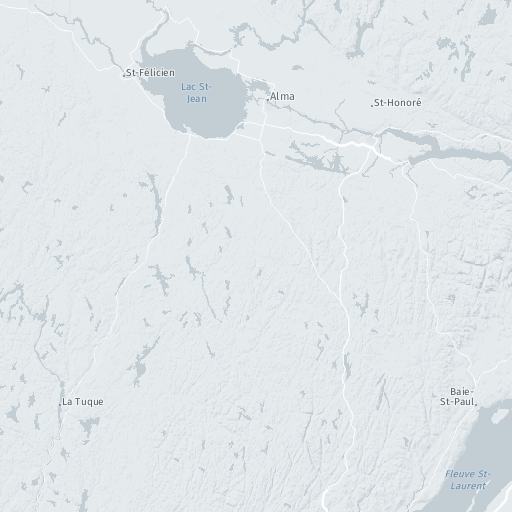 St-Félicien
Lac St-
Jean
Alma
St-Honoré
La Tuque
Baie-
St-Paul
Fleuve St-
Laurent